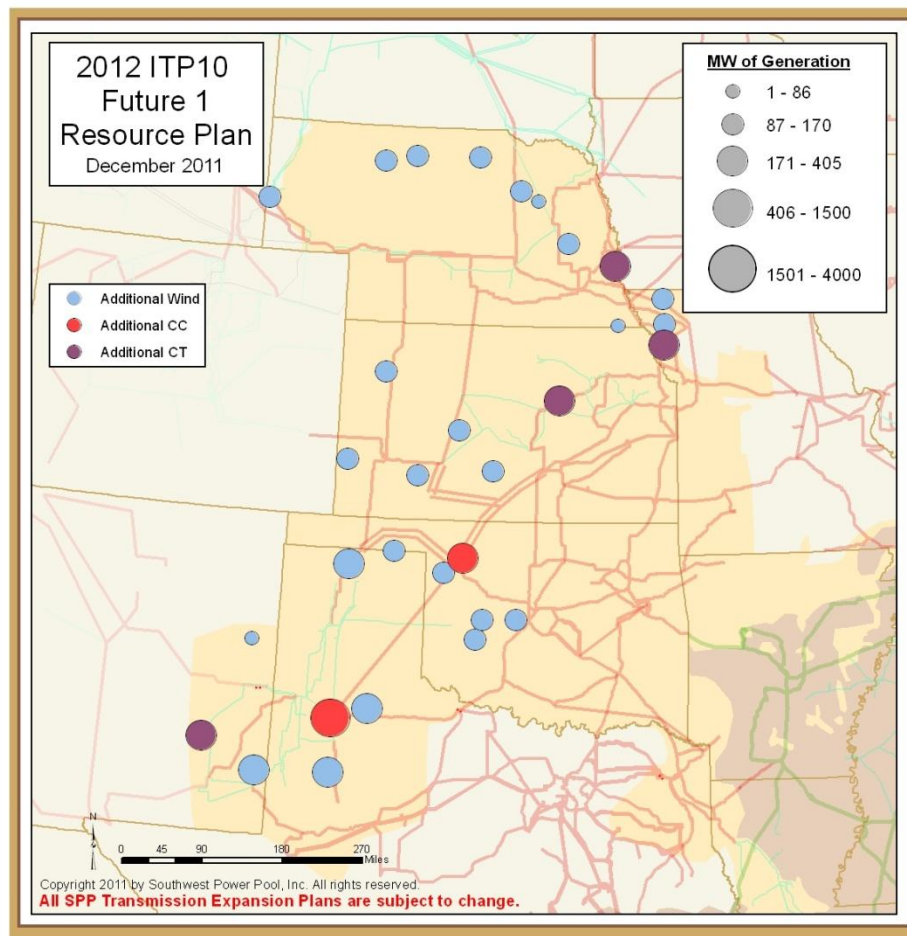 2012 ITP10
Future 1
Resource Plan
December 2011
MW of Generation
1 - 86
87 - 170
171 - 405
406 - 1500
1501 - 4000
Additional Wind
Additional CC
Additional CT
N
0 45 90 180 270
Miles
Copyright 2011 by Southwest Power Pool, Inc. All rights reserved.
All SPP Transmission Expansion Plans are subject to change.